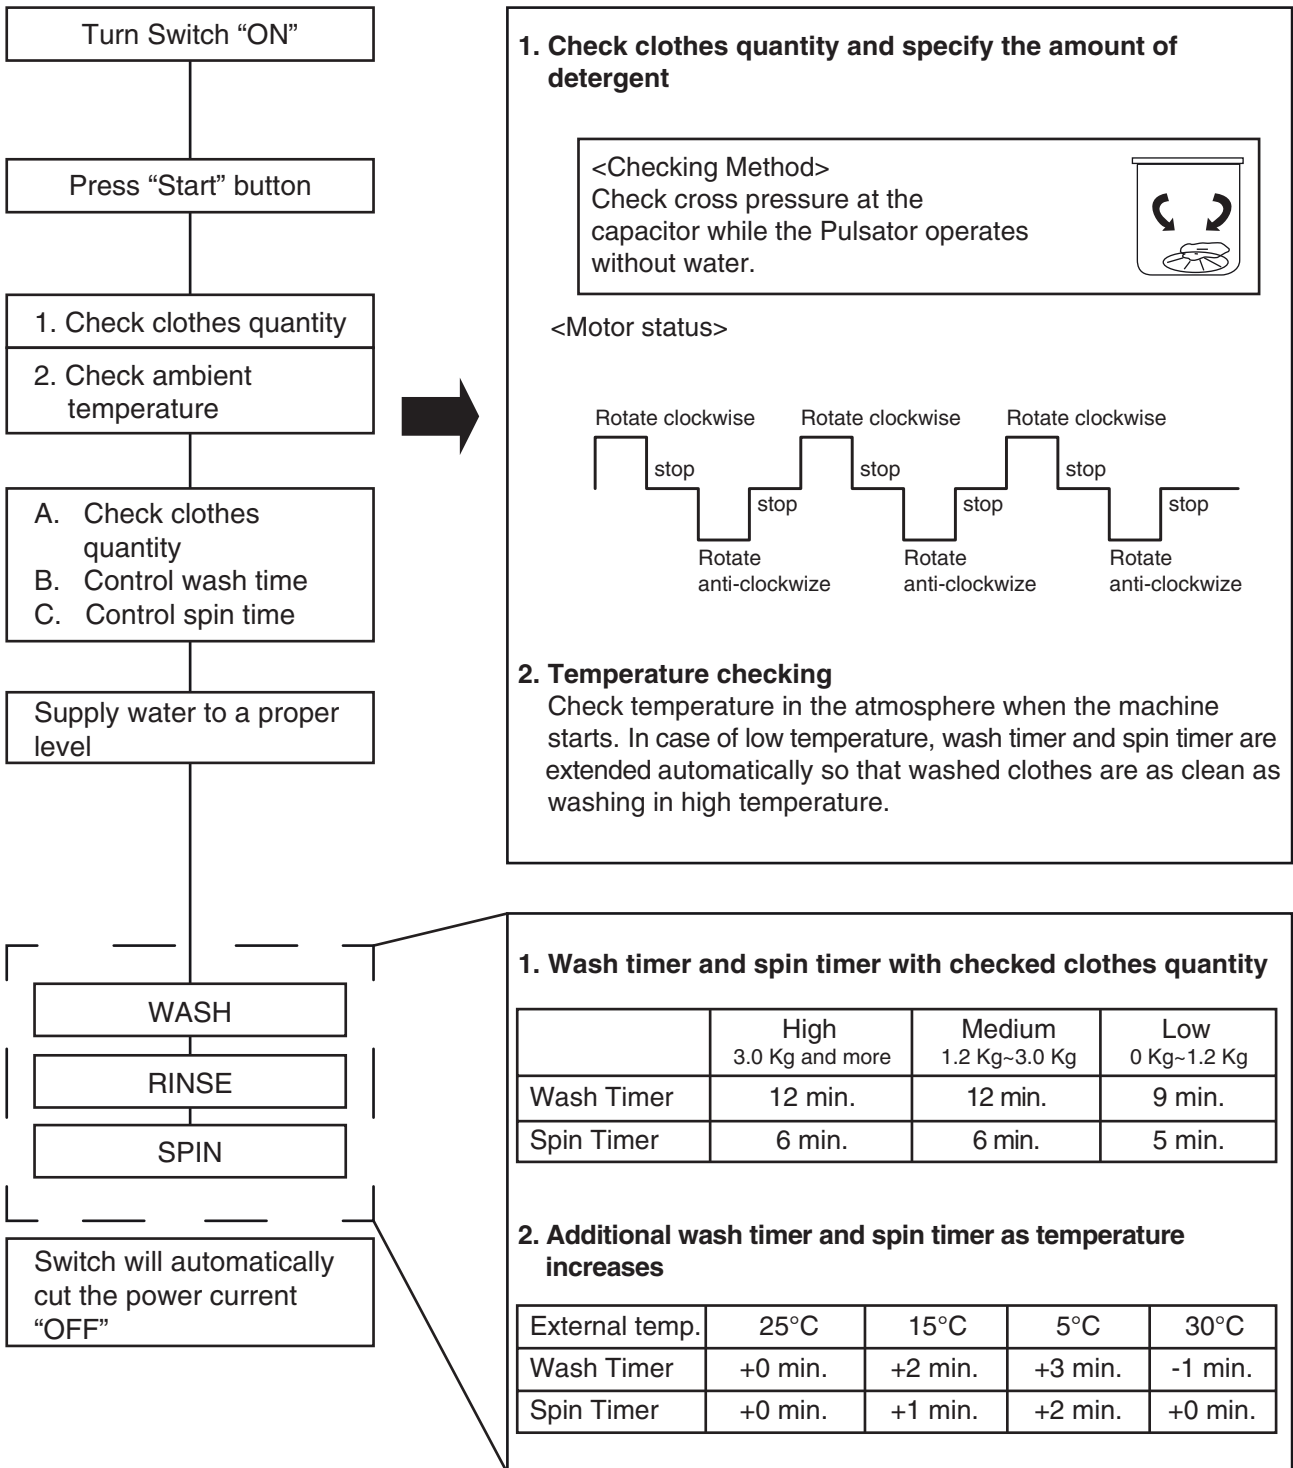 Turn Switch “ON”
Press “Start” button
1. Check clothes quantity
2. Check ambient
temperature
A. Check clothes
quantity
B. Control wash time
C. Control spin time
Supply water to a proper
level
WASH
RINSE
SPIN
Switch will automatically
cut the power current
“OFF”
1. Check clothes quantity and specify the amount of
detergent
<Checking Method>
Check cross pressure at the
capacitor while the Pulsator operates
without water.
<Motor status>
Rotate clockwise Rotate clockwise Rotate clockwise
stop stop stop
stop stop stop
Rotate Rotate Rotate
anti-clockwize anti-clockwize anti-clockwize
2. Temperature checking
Check temperature in the atmosphere when the machine
starts. In case of low temperature, wash timer and spin timer are
extended automatically so that washed clothes are as clean as
washing in high temperature.
1. Wash timer and spin timer with checked clothes quantity
High Medium Low
3.0 Kg and more 1.2 Kg~3.0 Kg 0 Kg~1.2 Kg
Wash Timer 12 min. 12 min. 9 min.
Spin Timer 6 min. 6 min. 5 min.
2. Additional wash timer and spin timer as temperature
increases
External temp. 25°C 15°C 5°C 30°C
Wash Timer +0 min. +2 min. +3 min. -1 min.
Spin Timer +0 min. +1 min. +2 min. +0 min.